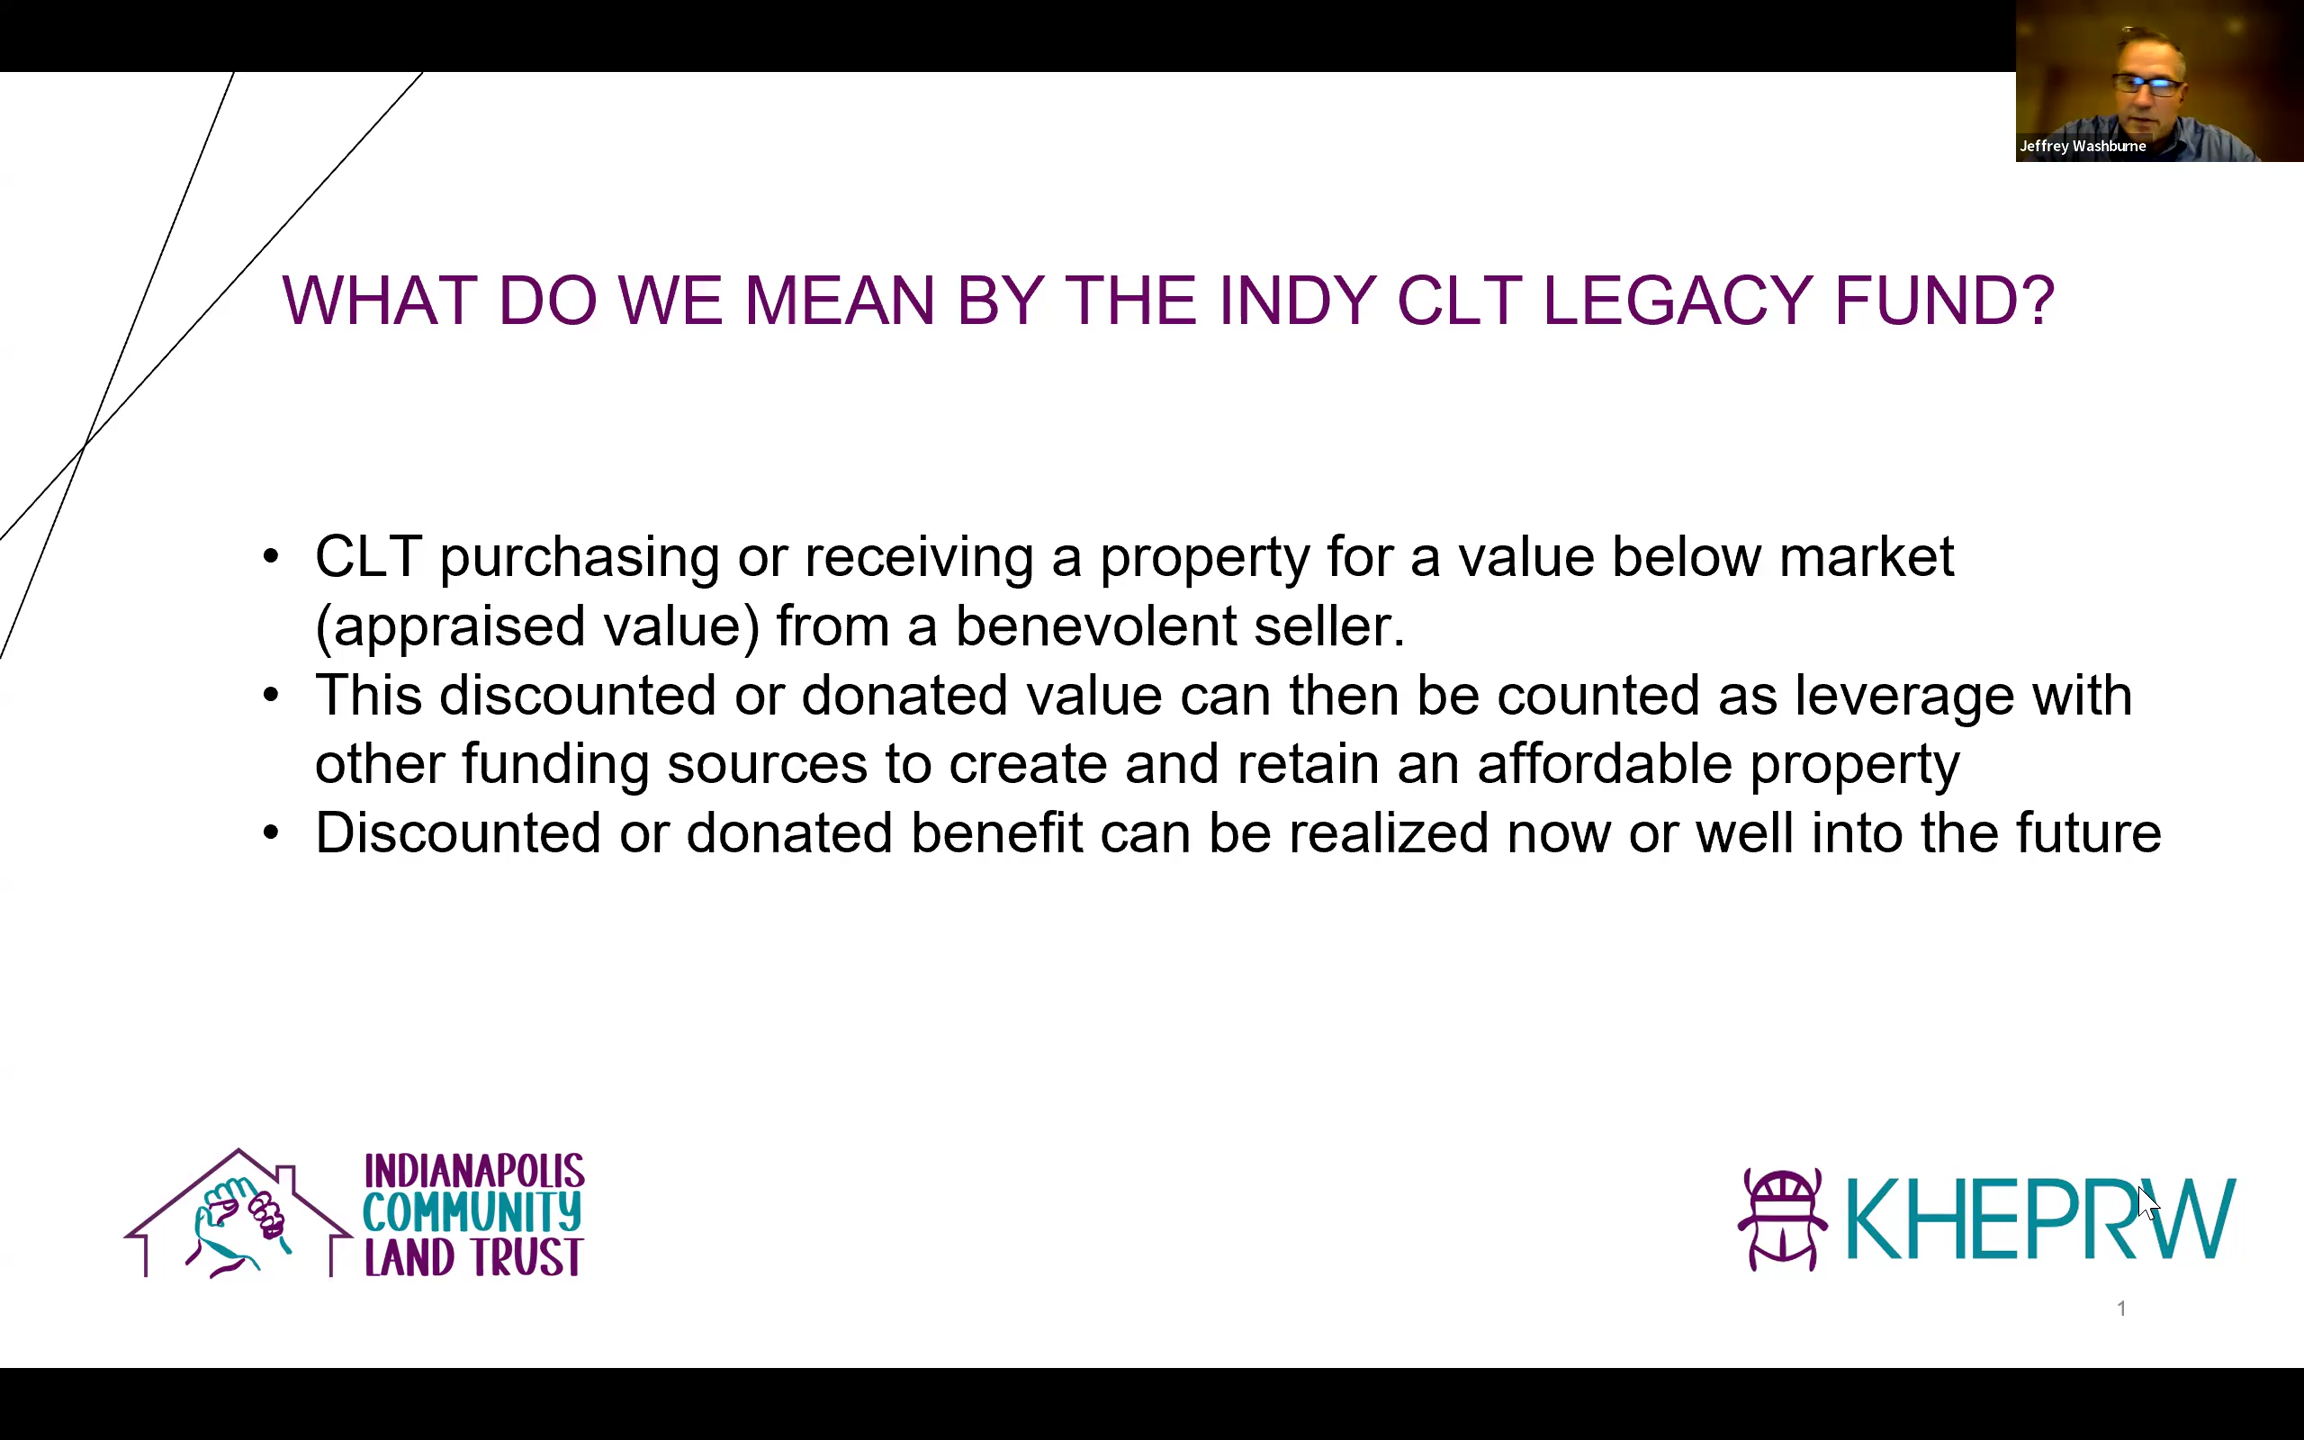 Jeffrey Washburne
WHAT DO WE MEAN BY THE INDY CLT LEGACY FUND?
• CLT purchasing or receiving a property for a value below market
(appraised value) from a benevolent seller.
• This discounted or donated value can then be counted as leverage with
other funding sources to create and retain an affordable property
• Discounted or donated benefit can be realized now or well into the future
INDIANAPOLIS
COMMUNITY
LAND TRUST
KHEPRW
1